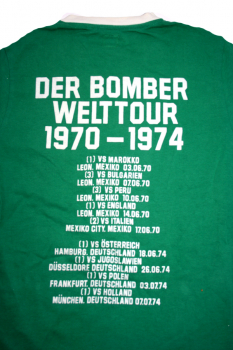 DER BOMBER
WELTTOUR
1970 – 1974
(1) VS MAROKKO
LEON, MEXIKO 03.06.70
(3) VS BULGARIEN
LEON, MEXIKO 07.06.70
(3) VS PERU
LEON, MEXIKO 10.06.70
(1) VS ENGLAND
LEON, MEXIKO 14.06.70
(2) VS ITALIEN
MEXIKO CITY, MEXIKO 17.06.70
(1) VS ÖSTERREICH
HAMBURG, DEUTSCHLAND 18.06.74
(1) VS JUGOSLAWIEN
DÜSSELDORF DEUTSCHLAND 26.06.74
(1) VS POLEN
FRANKFURT, DEUTSCHLAND 03.07.74
(1) VS HOLLAND
MÜNCHEN, DEUTSCHLAND 07.07.74